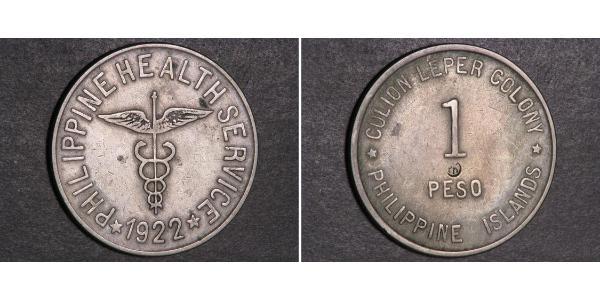 PHILIPPINE HEALTH SERVICE
1922
CULION LEPER COLONY
1
PESO
PHILIPPINE ISLANDS